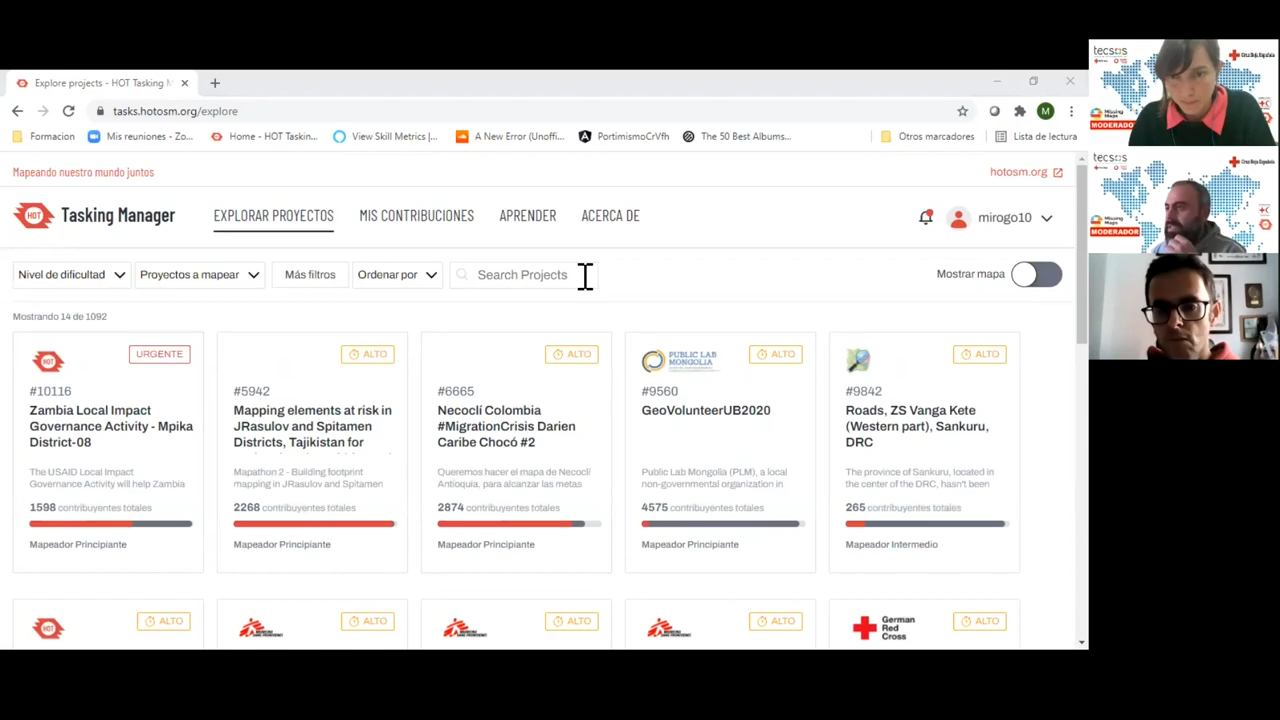 Explore projects - HOT Tasking M
tasks.hotosm.org/explore
M
Formacion
Mis reuniones - Zo...
Home - HOT Taskin...
View Skill May...
A New Error (Unoffi...
PortimismoCrVfh
The 50 Best Albums...
Otros marcadores
Lista de lectura
Mapeando nuestro mundo juntos
hotosm.org
HOT
Tasking Manager
EXPLORAR PROYECTOS
MIS CONTRIBUCIONES
APRENDER
ACERCA DE
mirogo10
Nivel de dificultad
Proyectos a mapear
Más filtros
Ordenar por
Search Projects
Mostrar mapa
Mostrando 14 de 1092
URGENTE
#10116
Zambia Local Impact
Governance Activity - Mpika
District-08
The USAID Local Impact
Governance Activity will help Zambia
1598 contribuyentes totales
Mapeador Principiante
ALTO
#5942
Mapping elements at risk in
JRasulov and Spitamen
Districts, Tajikistan for
Mapathon 2 - Building footprint
mapping in JRasulov and Spitamen
2268 contribuyentes totales
Mapeador Principiante
ALTO
#6665
Necoclí Colombia
#MigrationCrisis Darien
Caribe Chocó #2
Queremos hacer el mapa de Necoclí
Antioquia, para alcanzar las metas
2874 contribuyentes totales
Mapeador Principiante
PUBLIC LAB
MONGOLIA
ALTO
#9560
GeoVolunteerUB2020
Public Lab Mongolia (PLM), a local
non-governmental organization in
4575 contribuyentes totales
Mapeador Principiante
ALTO
#9842
Roads, ZS Vanga Kete
(Western part), Sankuru,
DRC
The province of Sankuru, located in
the center of the DRC, hasn't been
265 contribuyentes totales
Mapeador Intermedio
ALTO
ALTO
ALTO
ALTO
German
Red
Cross
ALTO
tecsos
Cruz Roja Española
MODERADOR
tecsos
Cruz Roja Española
Missing
Maps
MODERADOR